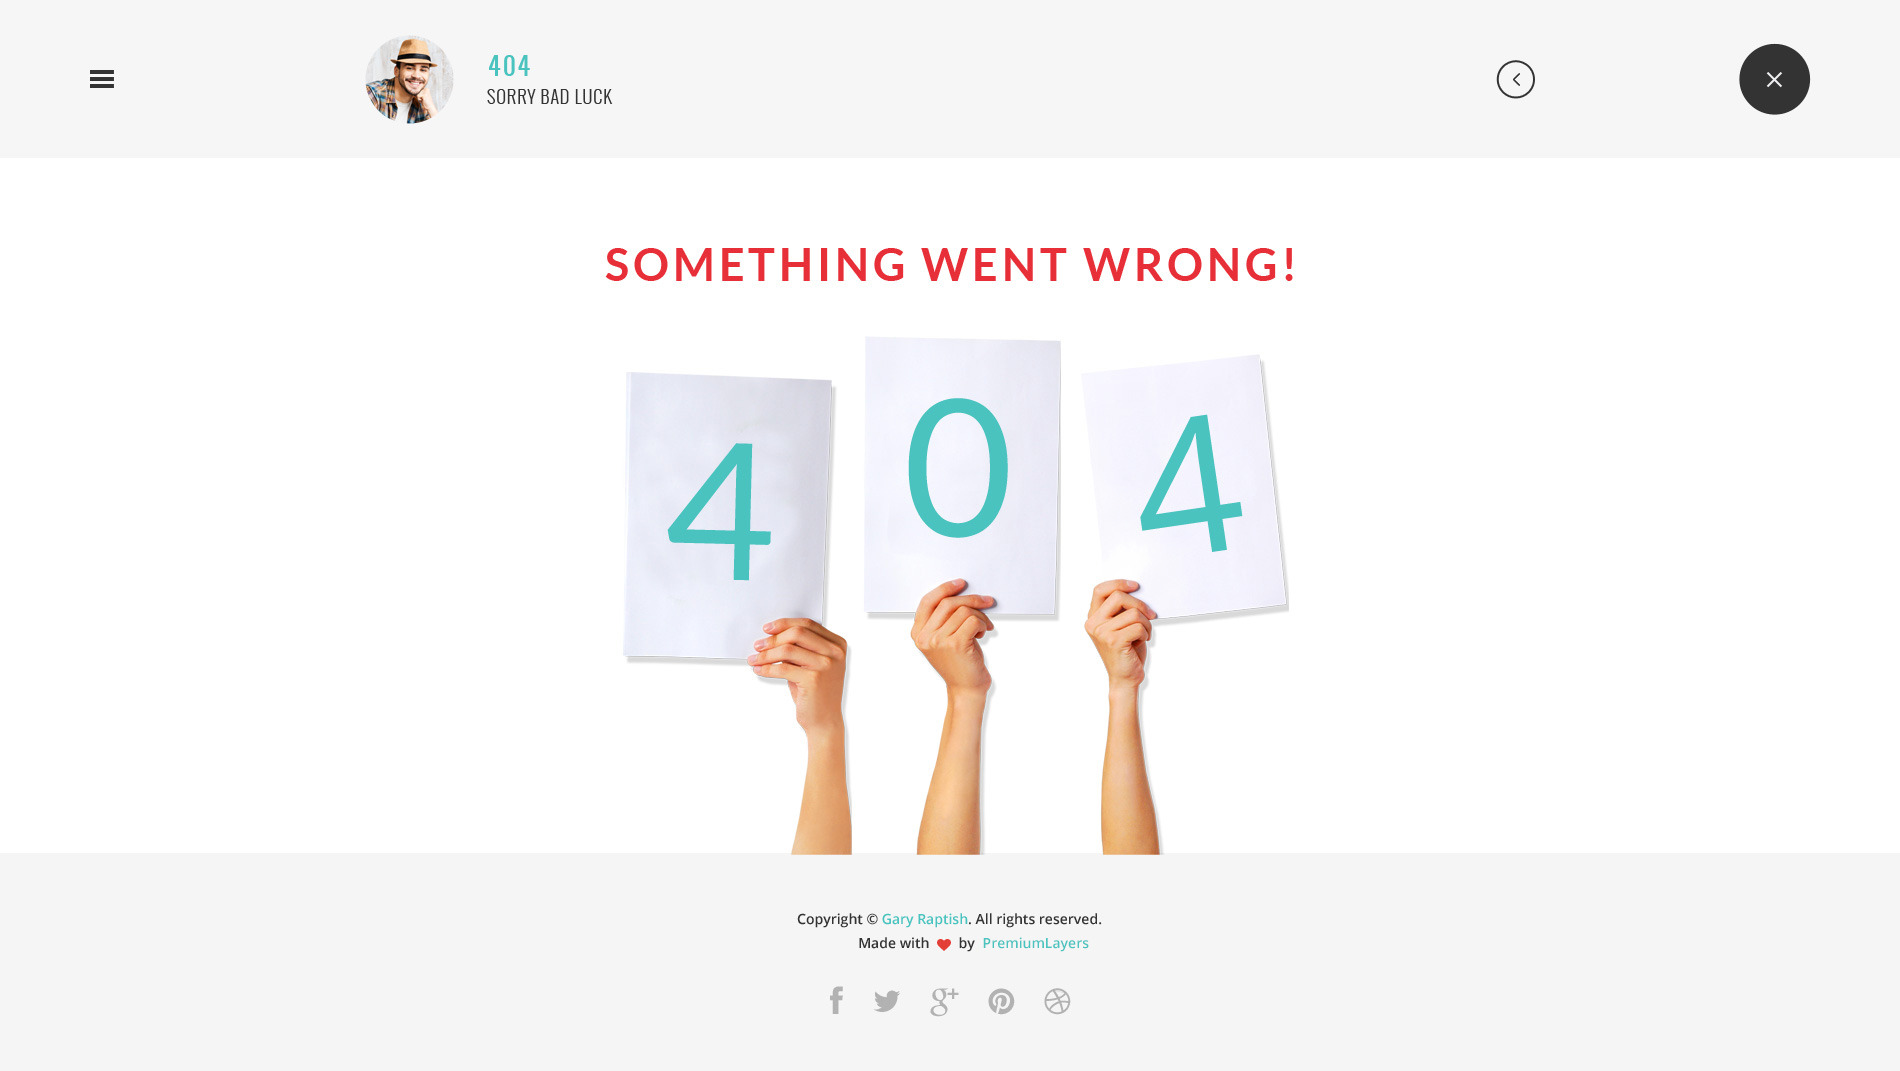 404
SORRY BAD LUCK
SOMETHING WENT WRONG!
4 0 4
Copyright © Gary Raptish. All rights reserved.
Made with ♥ by PremiumLayers